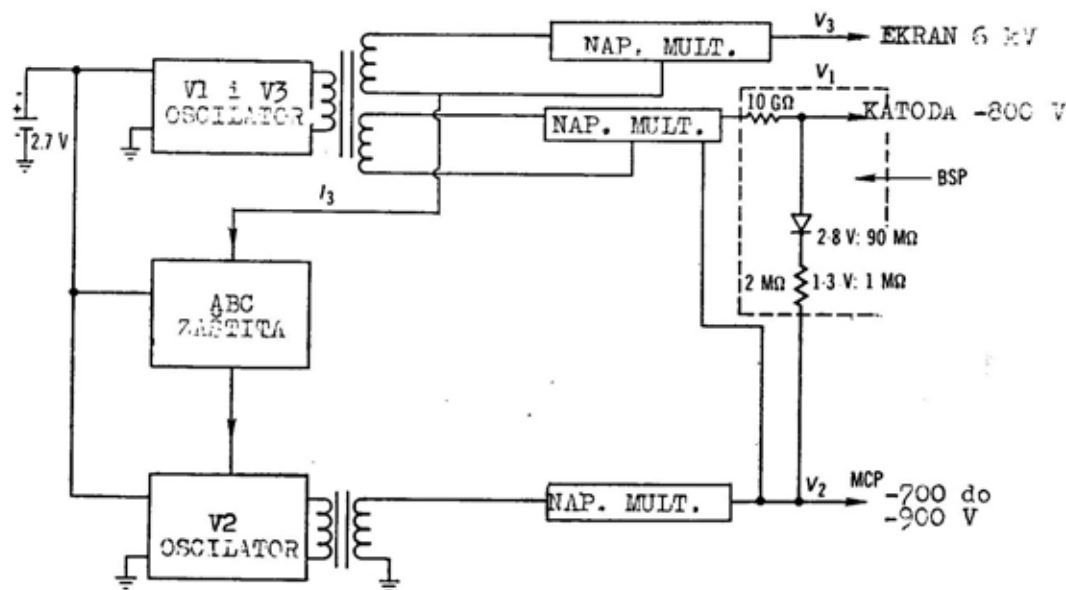 NAP. MULT.
V₃
EKRAN 6 kV
V1 i V3
OSCILATOR
2.7 V
NAP. MULT.
10 GΩ
V₁
KATODA -800 V
BSP
I₃
2·8 V: 90 MΩ
2 MΩ
1·3 V: 1 MΩ
ABC
ZAŠTITA
V2
OSCILATOR
NAP. MULT.
V₂
MCP
-700 do
-900 V